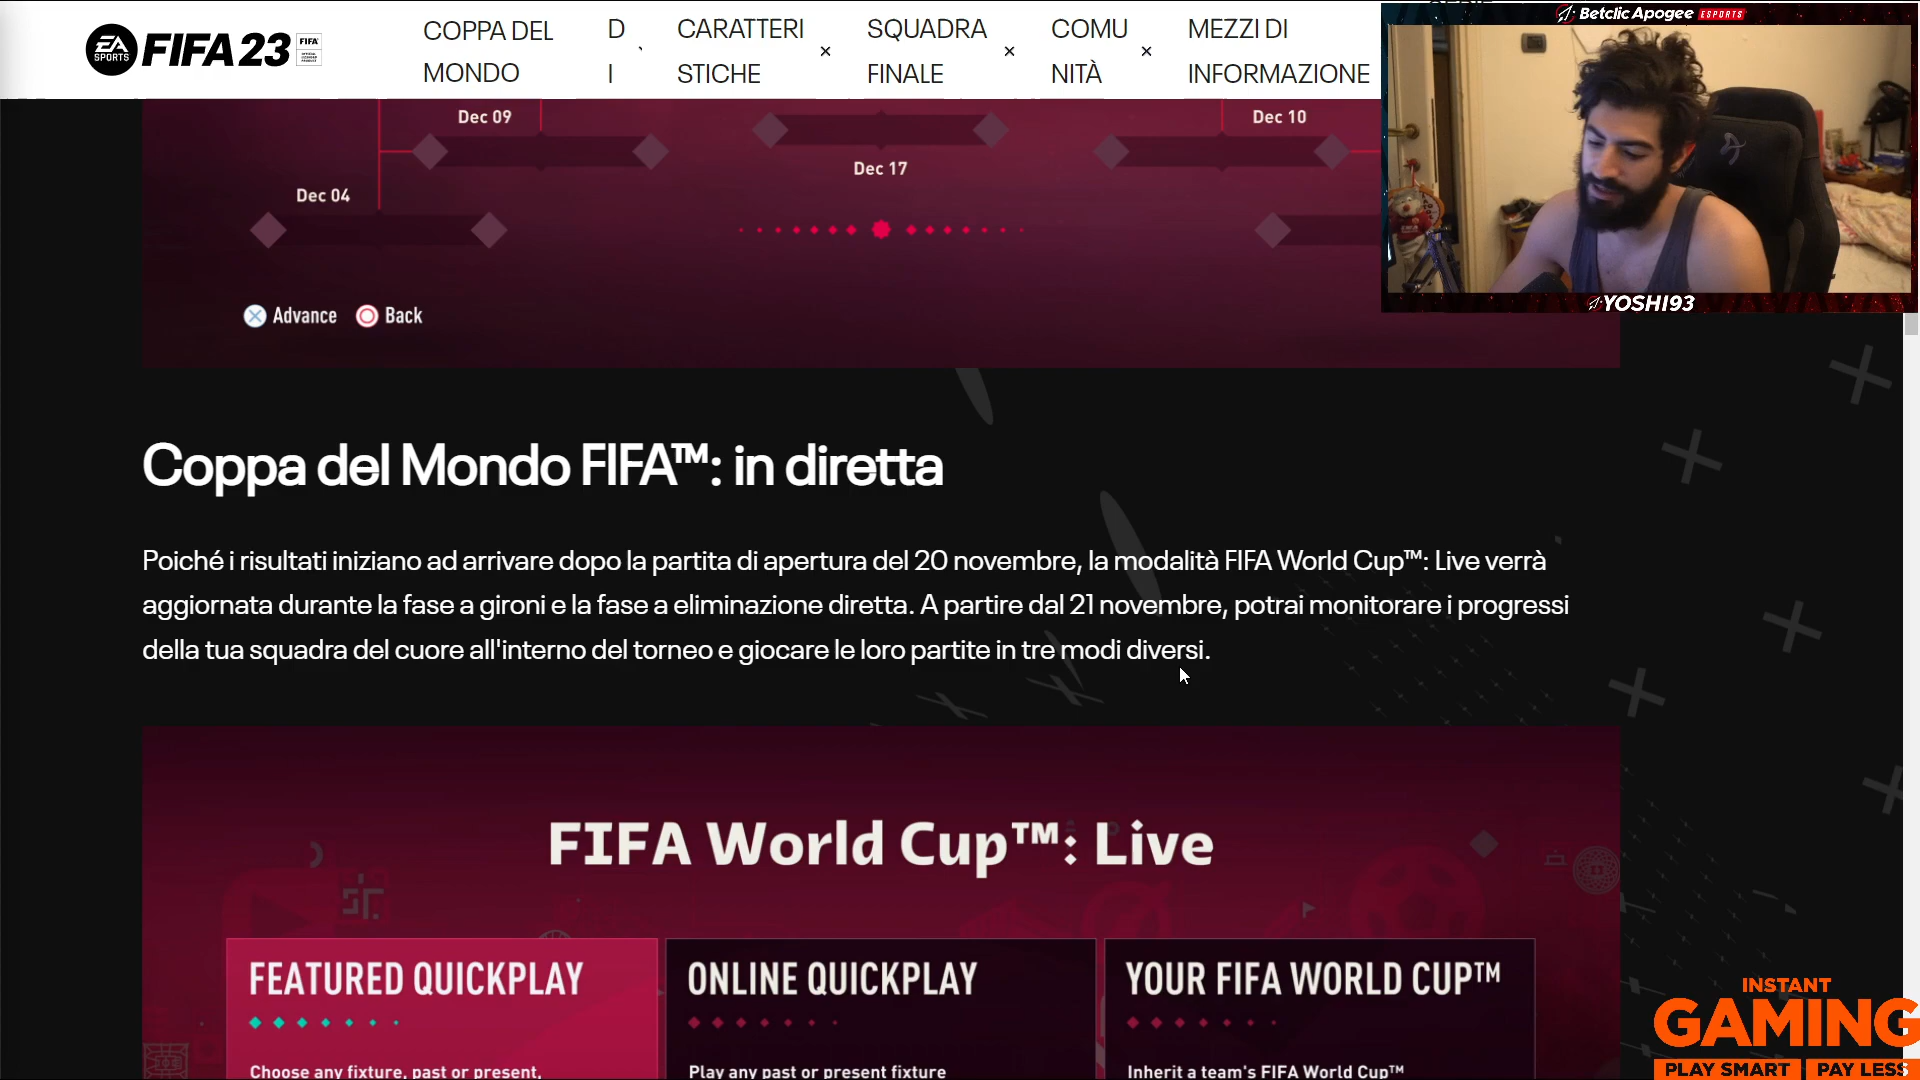 EA SPORTS FIFA 23 FIFA
COPPA DEL MONDO
D I
CARATTERI STICHE
SQUADRA FINALE
COMU NITÀ
MEZZI DI INFORMAZIONE
Betclic Apogee ESPORTS
YOSHI93
Dec 09
Dec 10
Dec 17
Dec 04
Advance
Back
Coppa del Mondo FIFA™: in diretta
Poiché i risultati iniziano ad arrivare dopo la partita di apertura del 20 novembre, la modalità FIFA World Cup™: Live verrà
aggiornata durante la fase a gironi e la fase a eliminazione diretta. A partire dal 21 novembre, potrai monitorare i progressi
della tua squadra del cuore all'interno del torneo e giocare le loro partite in tre modi diversi.
FIFA World Cup™: Live
FEATURED QUICKPLAY
Choose any fixture, past or present,
ONLINE QUICKPLAY
Play any past or present fixture
YOUR FIFA WORLD CUP™
Inherit a team's FIFA World Cup™
INSTANT
GAMING
PLAY SMART PAY LESS